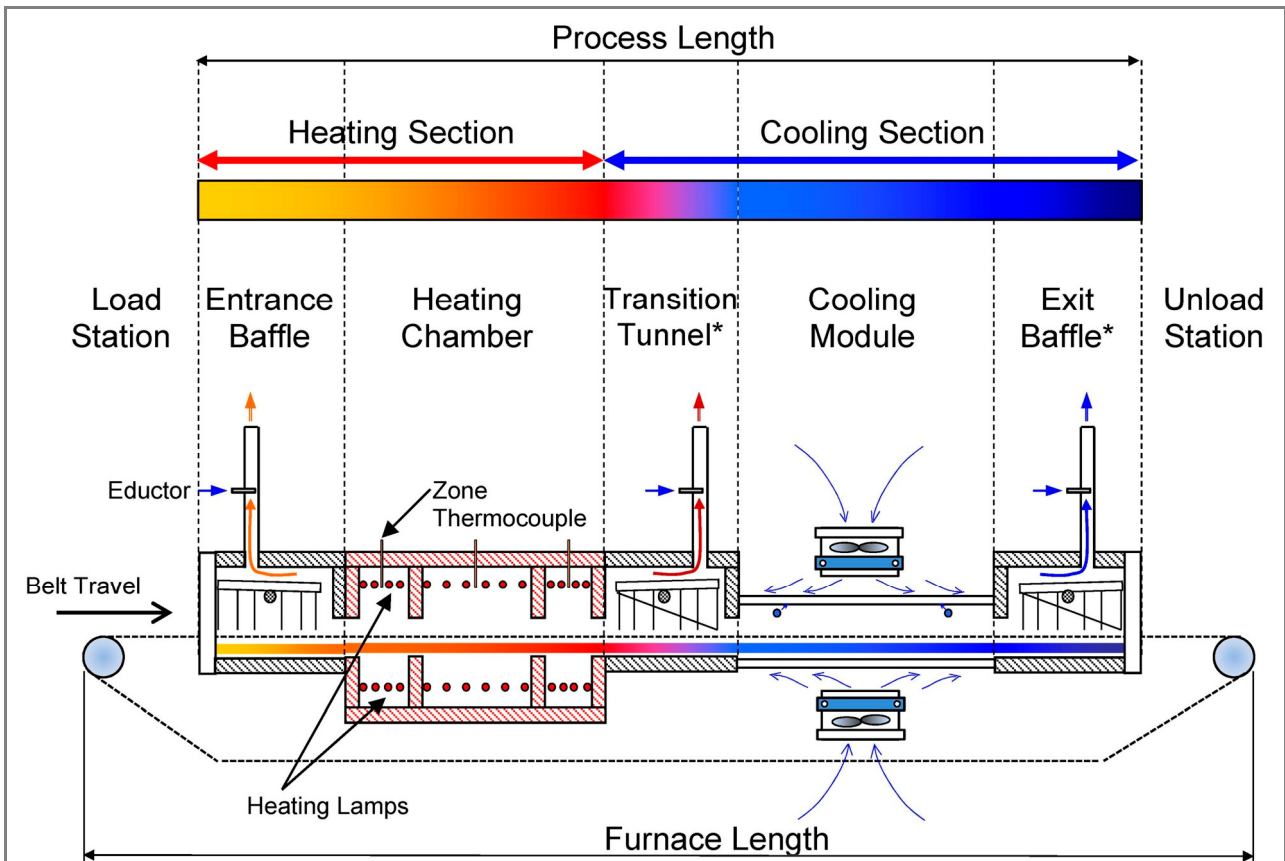 Process Length
Heating Section
Cooling Section
Load
Station
Entrance
Baffle
Heating
Chamber
Transition
Tunnel*
Cooling
Module
Exit
Baffle*
Unload
Station
Eductor
Zone
Thermocouple
Belt Travel
Heating Lamps
Furnace Length